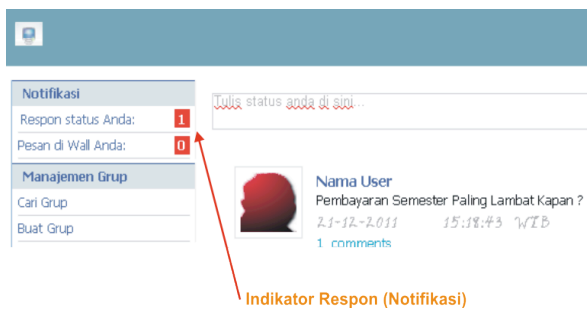 Notifikasi
Respon status Anda: 1
Pesan di Wall Anda: 0
Manajemen Grup
Cari Grup
Buat Grup
Tulis status anda di sini...
Nama User
Pembayaran Semester Paling Lambat Kapan ?
21-12-2011 15:18:43 WIB
1 comments
Indikator Respon (Notifikasi)